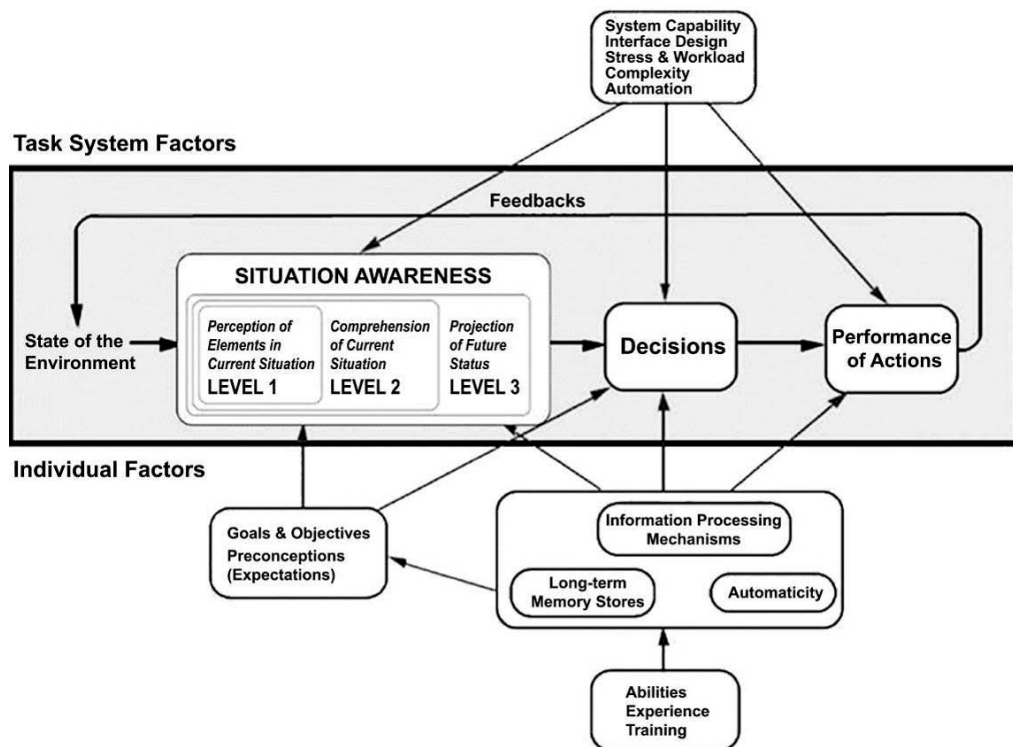 System Capability
Interface Design
Stress & Workload
Complexity
Automation
Task System Factors
Feedbacks
SITUATION AWARENESS
State of the
Environment
Perception of
Elements in
Current Situation
LEVEL 1
Comprehension
of Current
Situation
LEVEL 2
Projection
of Future
Status
LEVEL 3
Decisions
Performance
of Actions
Individual Factors
Goals & Objectives
Preconceptions
(Expectations)
Information Processing
Mechanisms
Long-term
Memory Stores
Automaticity
Abilities
Experience
Training